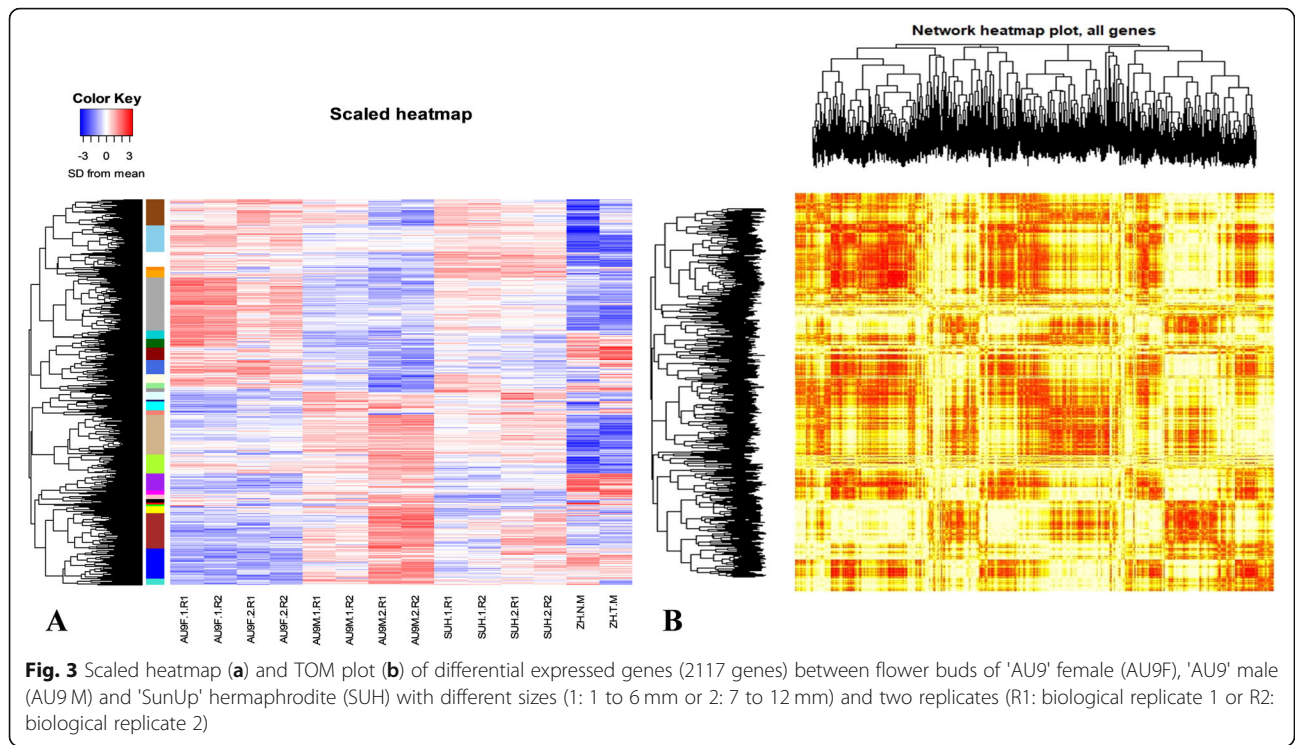 Network heatmap plot, all genes
Color Key
-3 0 3
SD from mean
Scaled heatmap
AU9F.1.R1
AU9F.1.R2
AU9F.2.R1
AU9F.2.R2
AU9M.1.R1
AU9M.1.R2
AU9M.2.R1
AU9M.2.R2
SUH.1.R1
SUH.1.R2
SUH.2.R1
SUH.2.R2
ZH.N.M
ZH.T.M
A
B
Fig. 3 Scaled heatmap (a) and TOM plot (b) of differential expressed genes (2117 genes) between flower buds of 'AU9' female (AU9F), 'AU9' male
(AU9 M) and 'SunUp' hermaphrodite (SUH) with different sizes (1: 1 to 6 mm or 2: 7 to 12 mm) and two replicates (R1: biological replicate 1 or R2:
biological replicate 2)